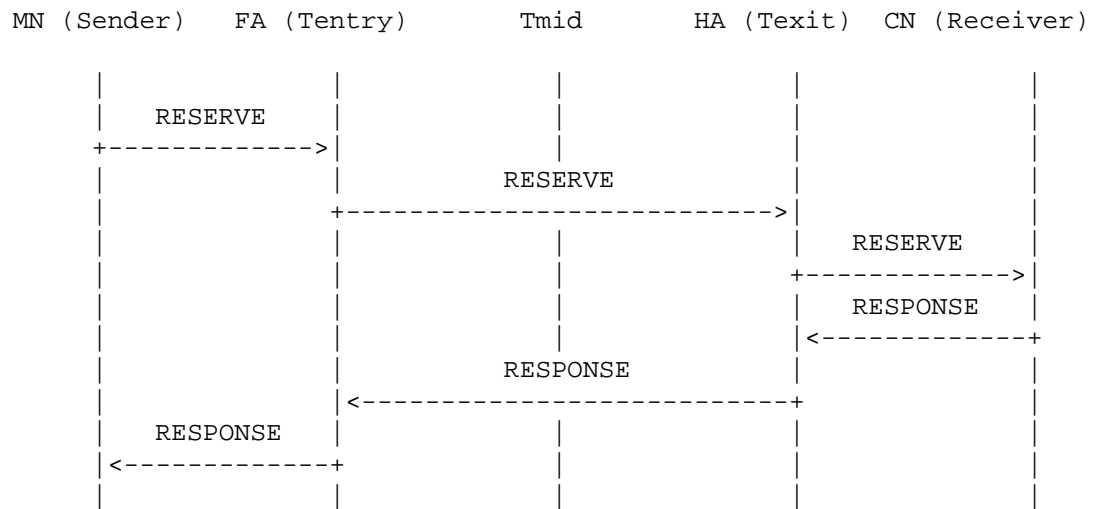 MN (Sender) FA (Tentry) Tmid HA (Texit) CN (Receiver)
RESERVE
RESERVE
RESERVE
RESPONSE
RESPONSE
RESPONSE